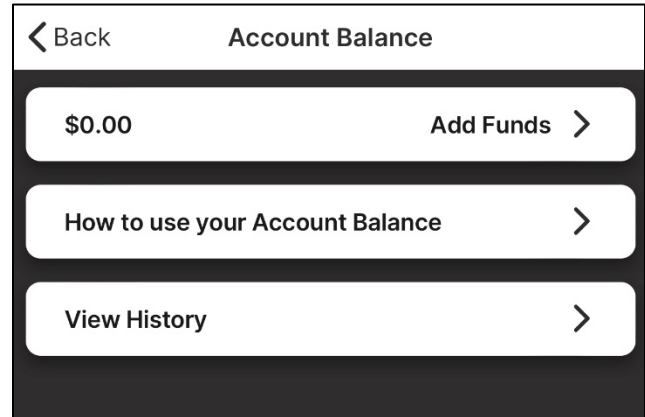 Back Account Balance
$0.00 Add Funds
How to use your Account Balance
View History